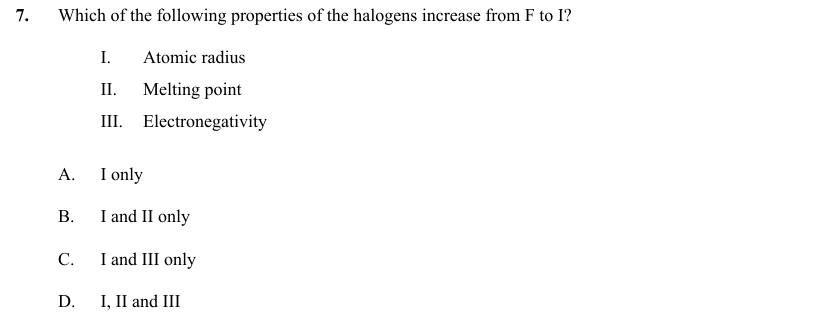 7. Which of the following properties of the halogens increase from F to I?
I. Atomic radius
II. Melting point
III. Electronegativity
A. I only
B. I and II only
C. I and III only
D. I, II and III